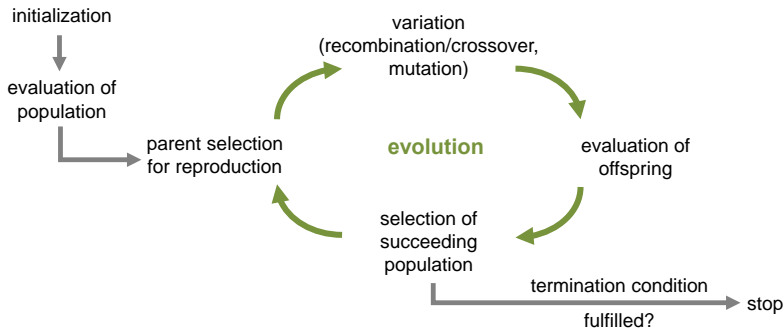 initialization
evaluation of
population
parent selection
for reproduction
variation
(recombination/crossover,
mutation)
evolution
evaluation of
offspring
selection of
succeeding
population
termination condition
fulfilled?
stop